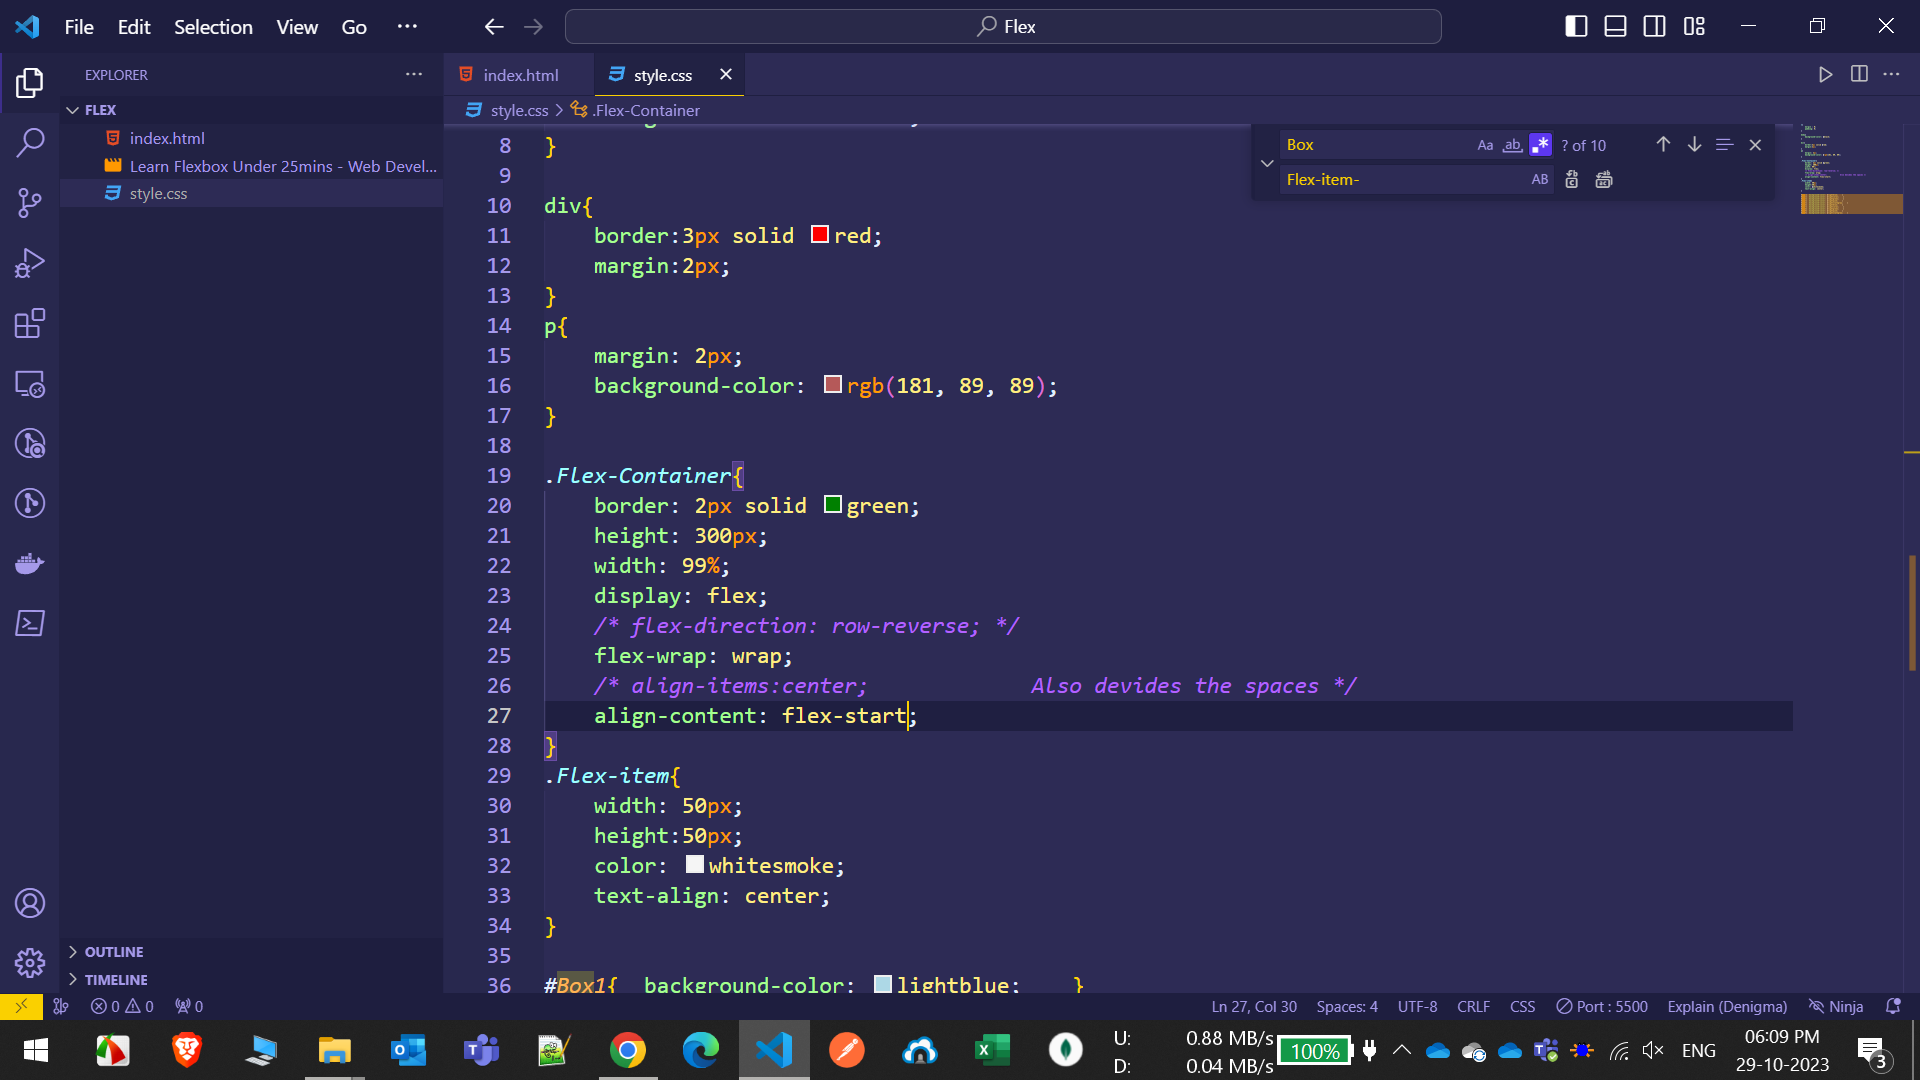 File Edit Selection View Go ···
Flex
EXPLORER
index.html
style.css
FLEX
index.html
Learn Flexbox Under 25mins - Web Devel...
style.css
style.css > .Flex-Container
Box Aa ab .* ? of 10
Flex-item- AB
8 }
9
10 div{
11 border:3px solid red;
12 margin:2px;
13 }
14 p{
15 margin: 2px;
16 background-color: rgb(181, 89, 89);
17 }
18
19 .Flex-Container{
20 border: 2px solid green;
21 height: 300px;
22 width: 99%;
23 display: flex;
24 /* flex-direction: row-reverse; */
25 flex-wrap: wrap;
26 /* align-items:center; Also devides the spaces */
27 align-content: flex-start;
28 }
29 .Flex-item{
30 width: 50px;
31 height:50px;
32 color: whitesmoke;
33 text-align: center;
34 }
35
36 #Box1{ background-color: lightblue; }
OUTLINE
TIMELINE
0 0 0
Ln 27, Col 30 Spaces: 4 UTF-8 CRLF CSS Port : 5500 Explain (Denigma) Ninja
U: 0.88 MB/s
D: 0.04 MB/s
100%
ENG
06:09 PM
29-10-2023
3